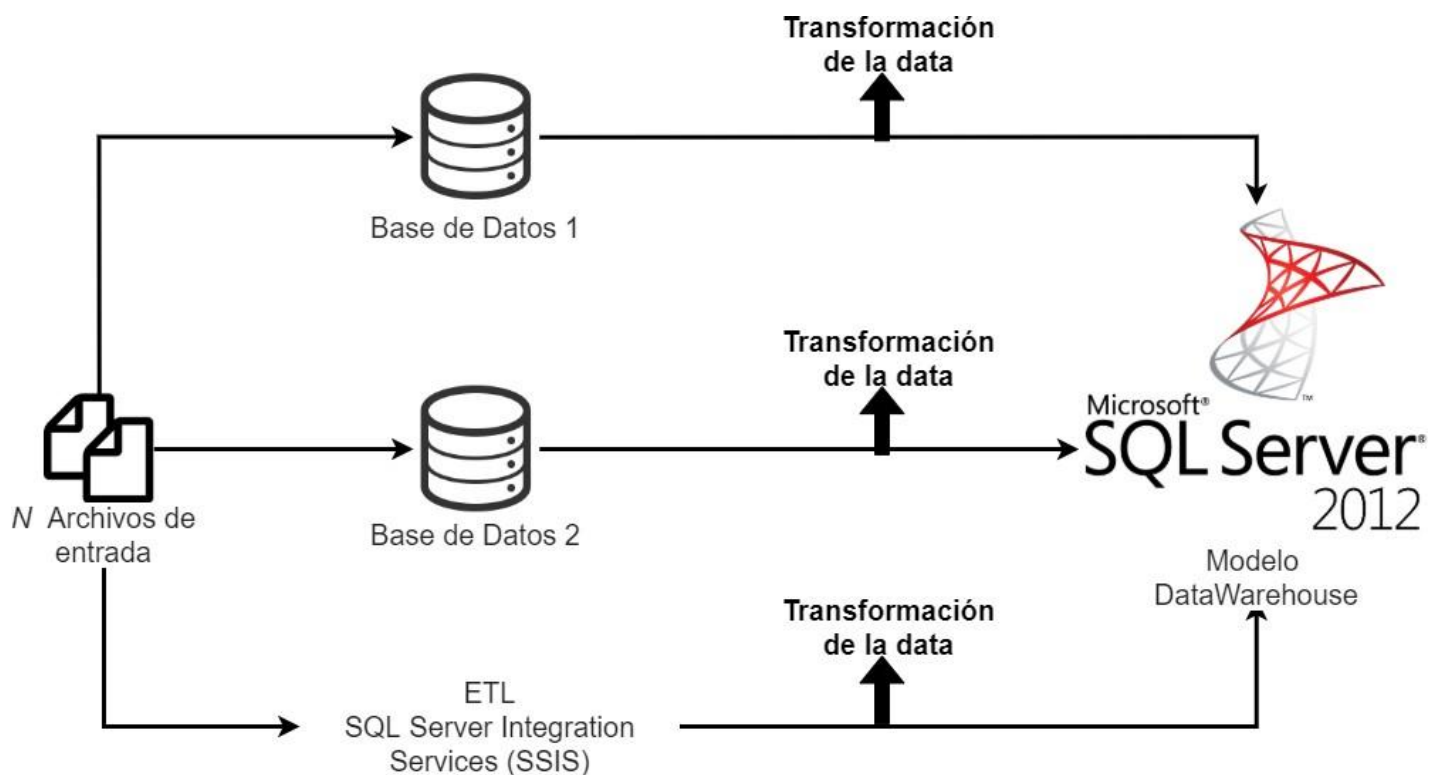 Transformación
de la data
Base de Datos 1
Transformación
de la data
Microsoft®
SQL Server®
2012
™
N Archivos de
entrada
Base de Datos 2
Modelo
DataWarehouse
Transformación
de la data
ETL
SQL Server Integration
Services (SSIS)